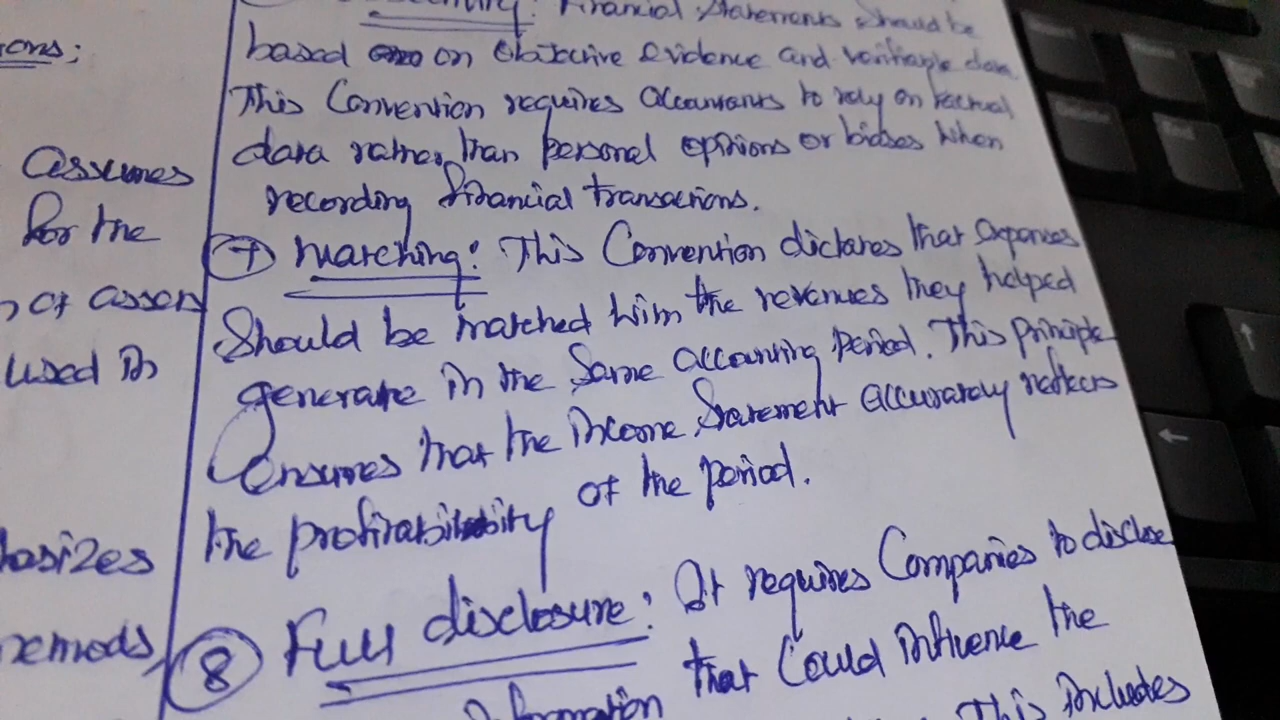 ons:
assumes
for the
of assets
used in
hasizes
Financial Statements should be
based on objective evidence and verifiable data
This Convention requires accountants to rely on factual
data rather than personal opinions or biases when
recording financial transactions.
7 Matching: This Convention dictates that expenses
Should be matched with the revenues they helped
generate in the Same accounting period. This principle
ensures that the income Statement accurately reflects
the profitability of the period.
8 Full disclosure: It requires Companies to disclose
Information that Could influence the
This includes